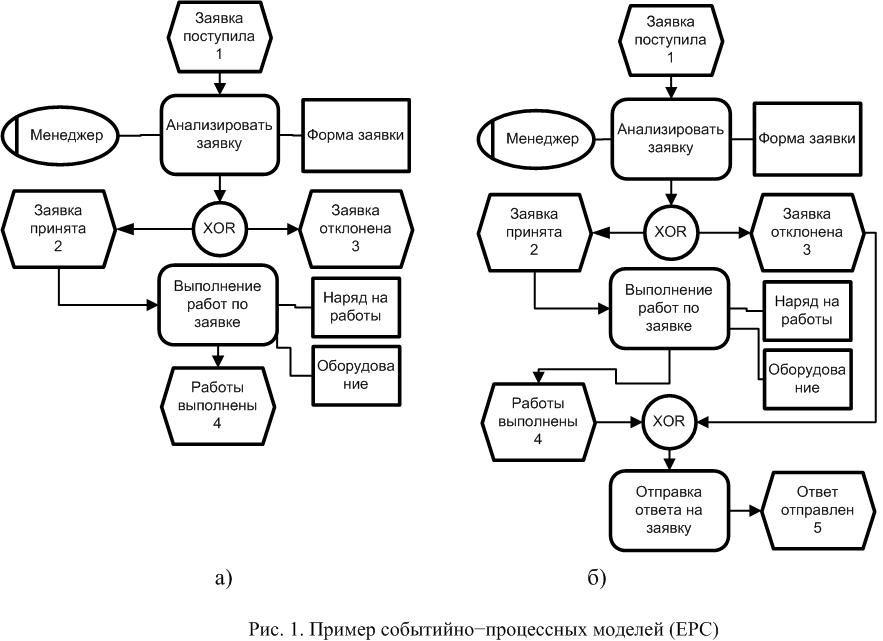 Заявка
поступила
1
Менеджер
Анализировать
заявку
Форма заявки
Заявка
принята
2
XOR
Заявка
отклонена
3
Выполнение
работ по
заявке
Наряд на
работы
Оборудова
ние
Работы
выполнены
4
а)
Заявка
поступила
1
Менеджер
Анализировать
заявку
Форма заявки
Заявка
принята
2
XOR
Заявка
отклонена
3
Выполнение
работ по
заявке
Наряд на
работы
Оборудова
ние
Работы
выполнены
4
XOR
Отправка
ответа на
заявку
Ответ
отправлен
5
б)
Рис. 1. Пример событийно−процессных моделей (EPC)